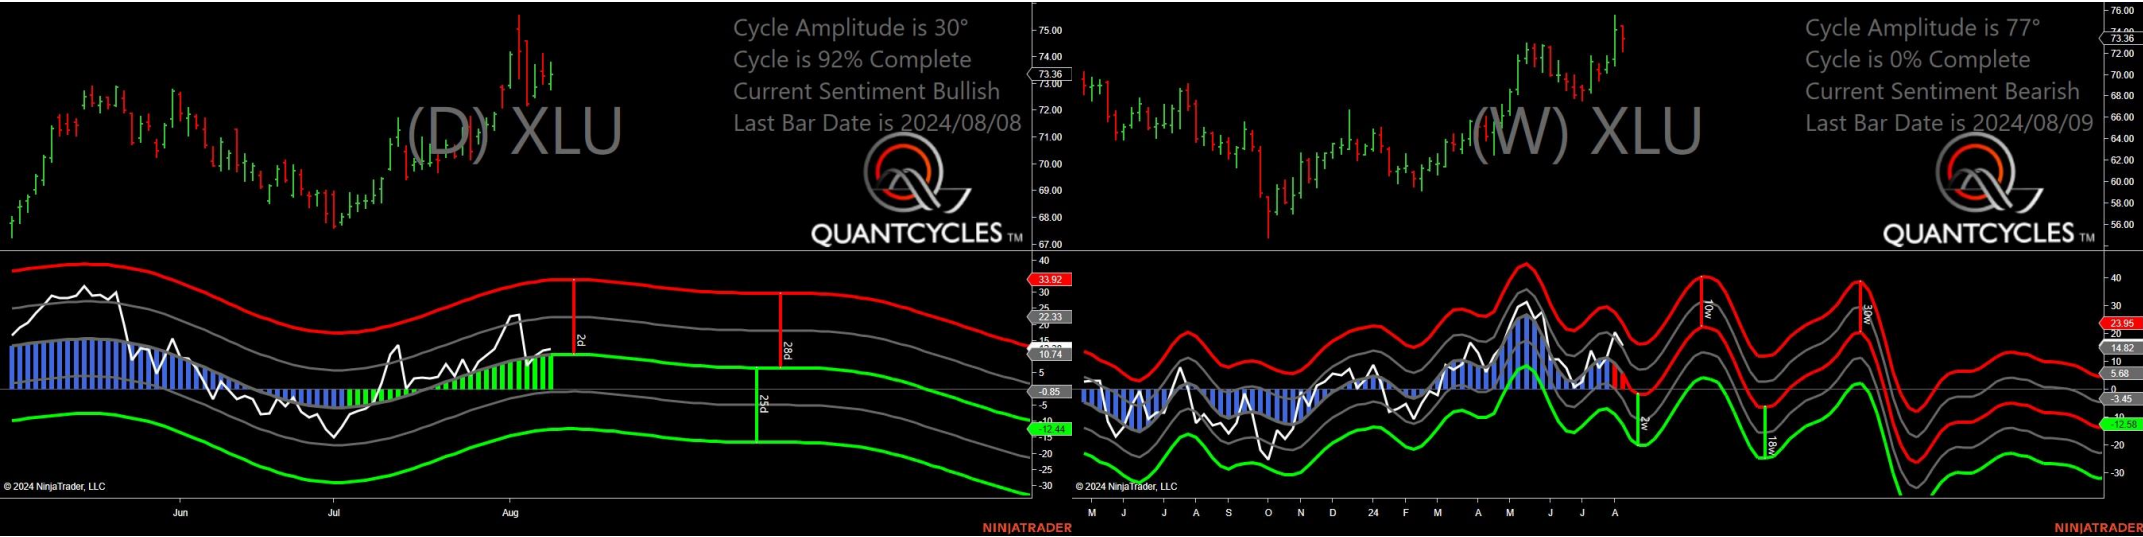 Cycle Amplitude is 30°
Cycle is 92% Complete
Current Sentiment Bullish
Last Bar Date is 2024/08/08
(D) XLU
QUANTCYCLES TM
75.00
74.00
73.36
73.00
72.00
71.00
70.00
69.00
68.00
67.00
40
33.92
30
25
22.33
20
10.74
5
-0.85
-5
-12.44
-15
-20
-25
-30
2d
28d
25d
© 2024 NinjaTrader, LLC
Jun
Jul
Aug
NINJATRADER
Cycle Amplitude is 77°
Cycle is 0% Complete
Current Sentiment Bearish
Last Bar Date is 2024/08/09
(W) XLU
QUANTCYCLES TM
76.00
73.36
72.00
70.00
68.00
66.00
64.00
62.00
60.00
58.00
56.00
40
30
23.95
20
14.82
10
5.68
0
-3.45
-12.58
-20
-30
10w
30w
2w
18w
© 2024 NinjaTrader, LLC
M J J A S O N D 24 F M A M J J A
NINJATRADER